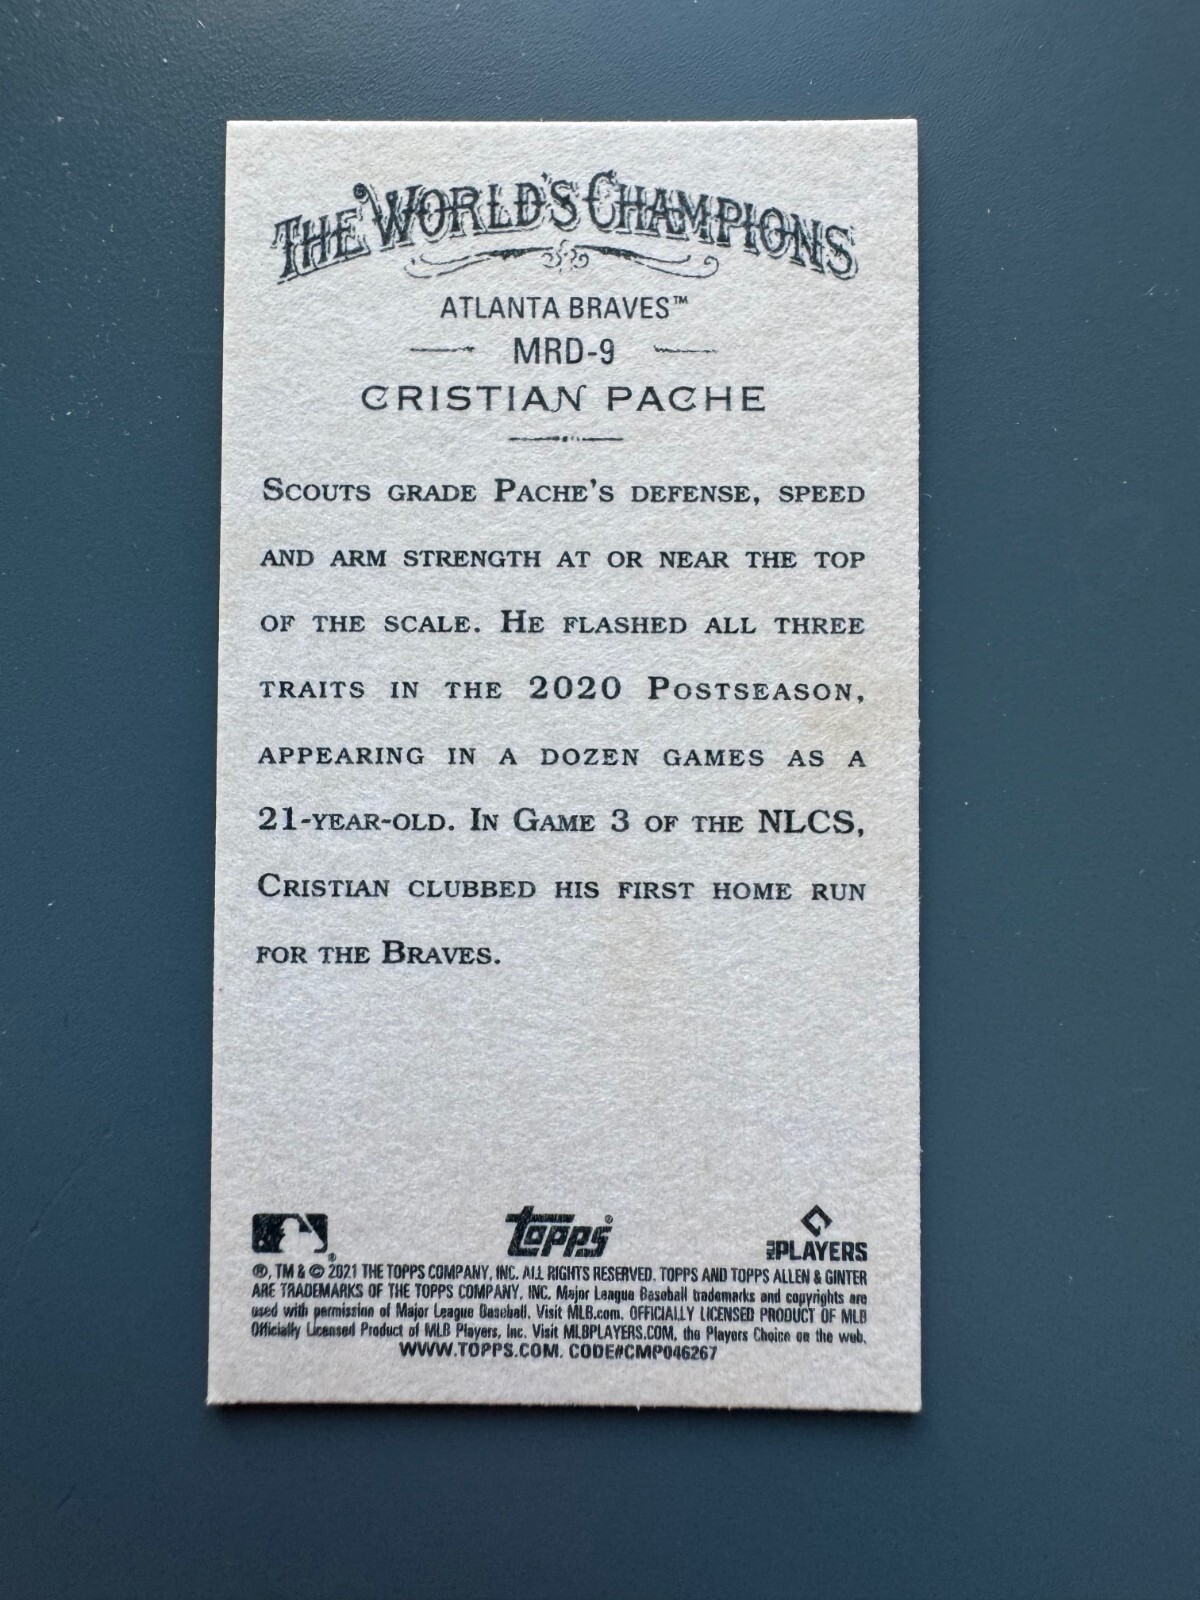 THE WORLD'S CHAMPIONS
ATLANTA BRAVES™
MRD-9
CRISTIAN PACHE
SCOUTS GRADE PACHE'S DEFENSE, SPEED
AND ARM STRENGTH AT OR NEAR THE TOP
OF THE SCALE. HE FLASHED ALL THREE
TRAITS IN THE 2020 POSTSEASON,
APPEARING IN A DOZEN GAMES AS A
21-YEAR-OLD. IN GAME 3 OF THE NLCS,
CRISTIAN CLUBBED HIS FIRST HOME RUN
FOR THE BRAVES.
® Topps® MLB PLAYERS
®, TM & © 2021 THE TOPPS COMPANY, INC. ALL RIGHTS RESERVED. TOPPS AND TOPPS ALLEN & GINTER
ARE TRADEMARKS OF THE TOPPS COMPANY, INC. Major League Baseball trademarks and copyrights are
used with permission of Major League Baseball. Visit MLB.com. OFFICIALLY LICENSED PRODUCT OF MLB
Officially Licensed Product of MLB Players, Inc. Visit MLBPLAYERS.COM, the Players Choice on the web.
WWW.TOPPS.COM. CODE#CMP046267